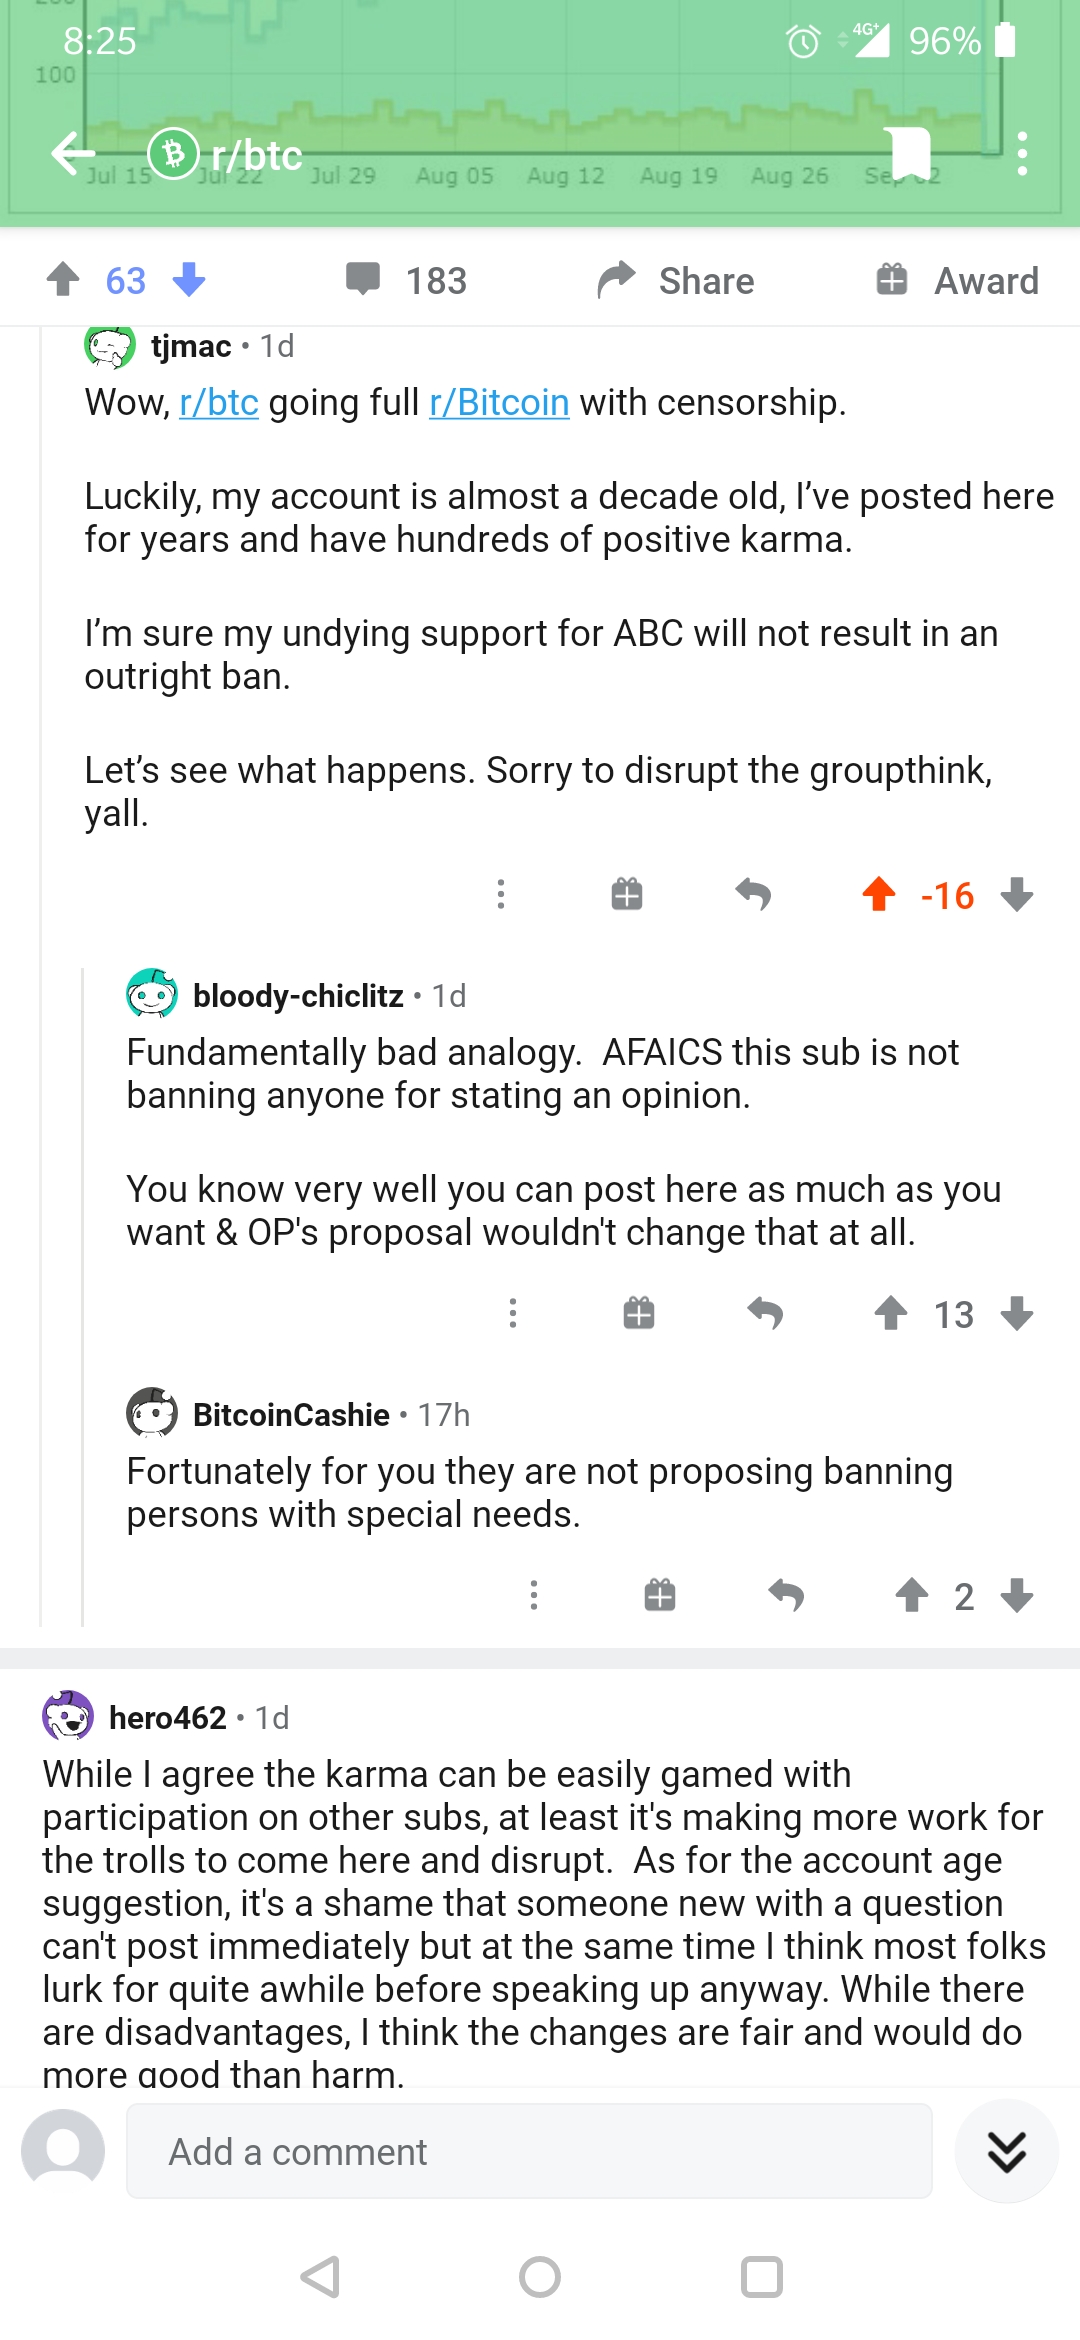 200
8:25
4G+
96%
100
r/btc
Jul 15 Jul 22 Jul 29 Aug 05 Aug 12 Aug 19 Aug 26 Sep 02
63 183 Share Award
tjmac • 1d
Wow, r/btc going full r/Bitcoin with censorship.
Luckily, my account is almost a decade old, I’ve posted here
for years and have hundreds of positive karma.
I’m sure my undying support for ABC will not result in an
outright ban.
Let’s see what happens. Sorry to disrupt the groupthink,
yall.
-16
bloody-chiclitz • 1d
Fundamentally bad analogy.  AFAICS this sub is not
banning anyone for stating an opinion.
You know very well you can post here as much as you
want & OP's proposal wouldn't change that at all.
13
BitcoinCashie • 17h
Fortunately for you they are not proposing banning
persons with special needs.
2
hero462 • 1d
While I agree the karma can be easily gamed with
participation on other subs, at least it's making more work for
the trolls to come here and disrupt.  As for the account age
suggestion, it's a shame that someone new with a question
can't post immediately but at the same time I think most folks
lurk for quite awhile before speaking up anyway. While there
are disadvantages, I think the changes are fair and would do
more good than harm.
Add a comment